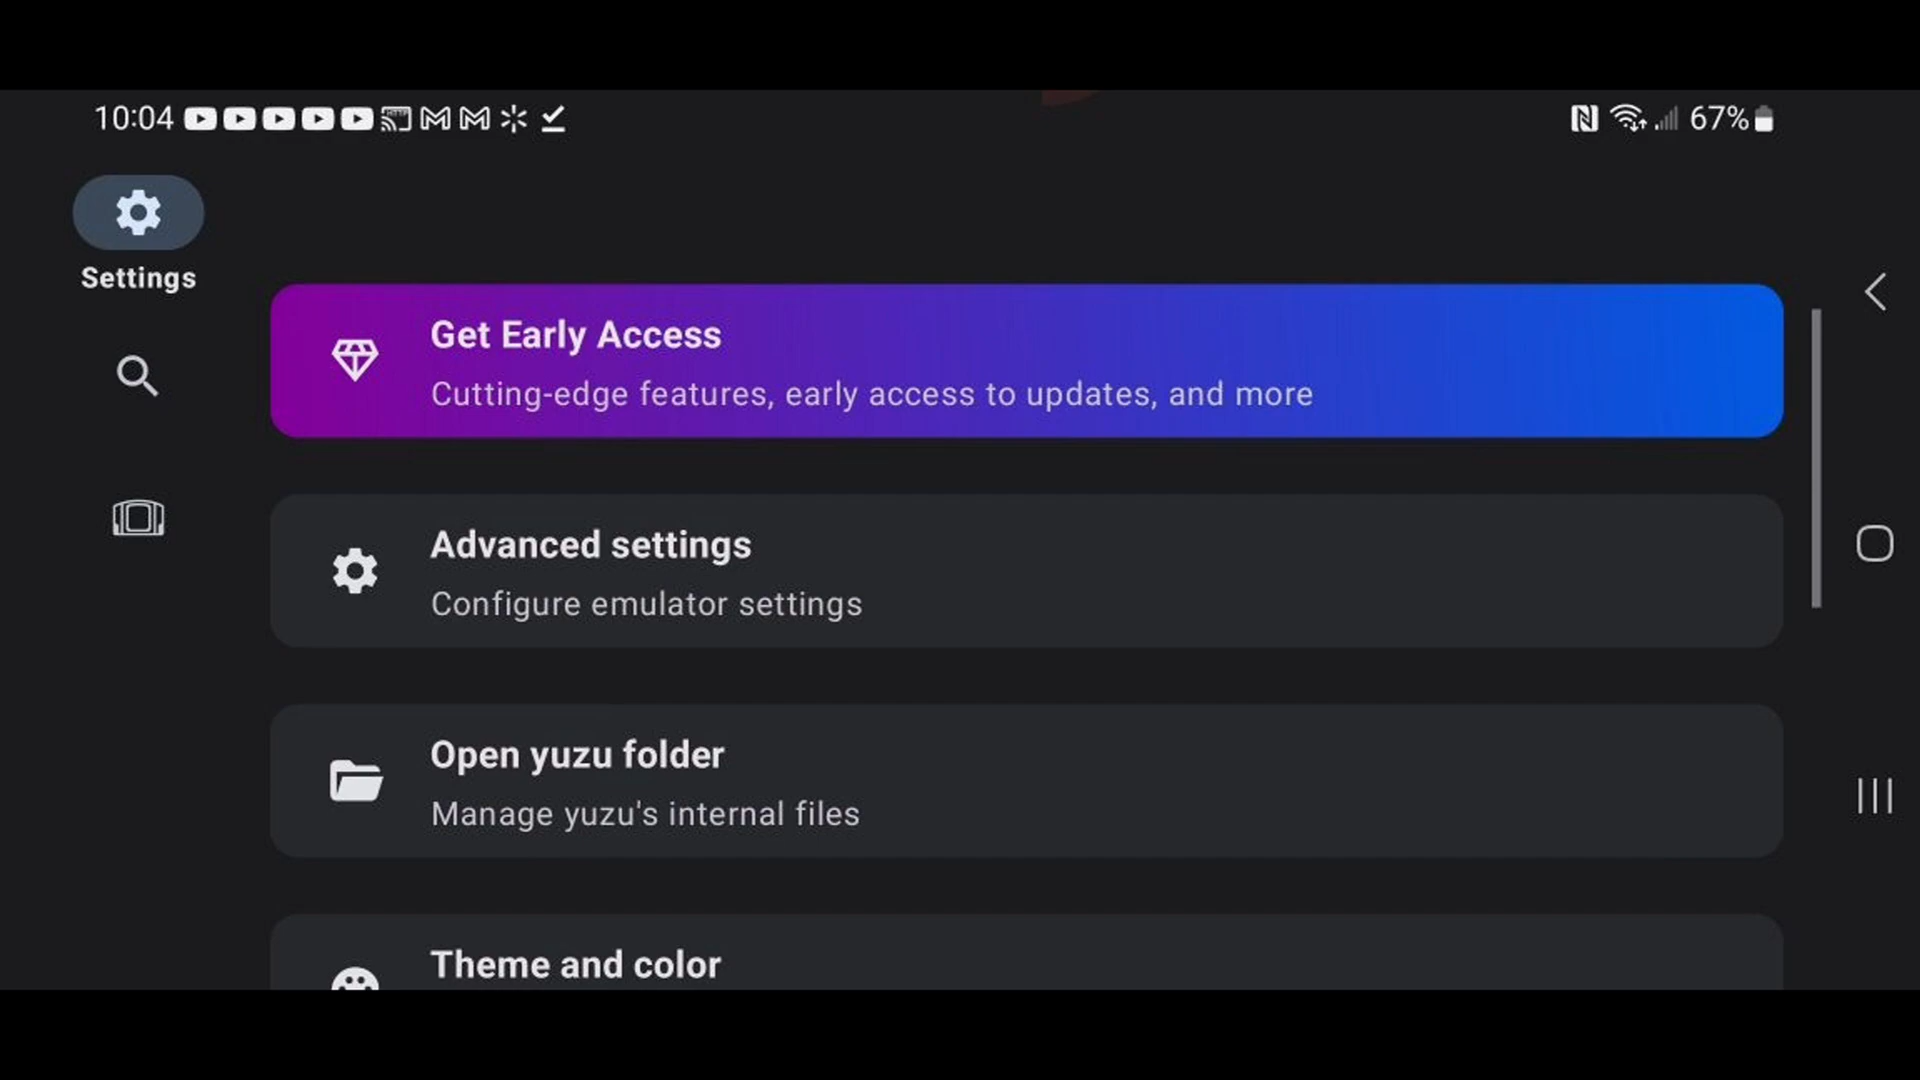 10:04
67%
Settings
Get Early Access
Cutting-edge features, early access to updates, and more
Advanced settings
Configure emulator settings
Open yuzu folder
Manage yuzu's internal files
Theme and color